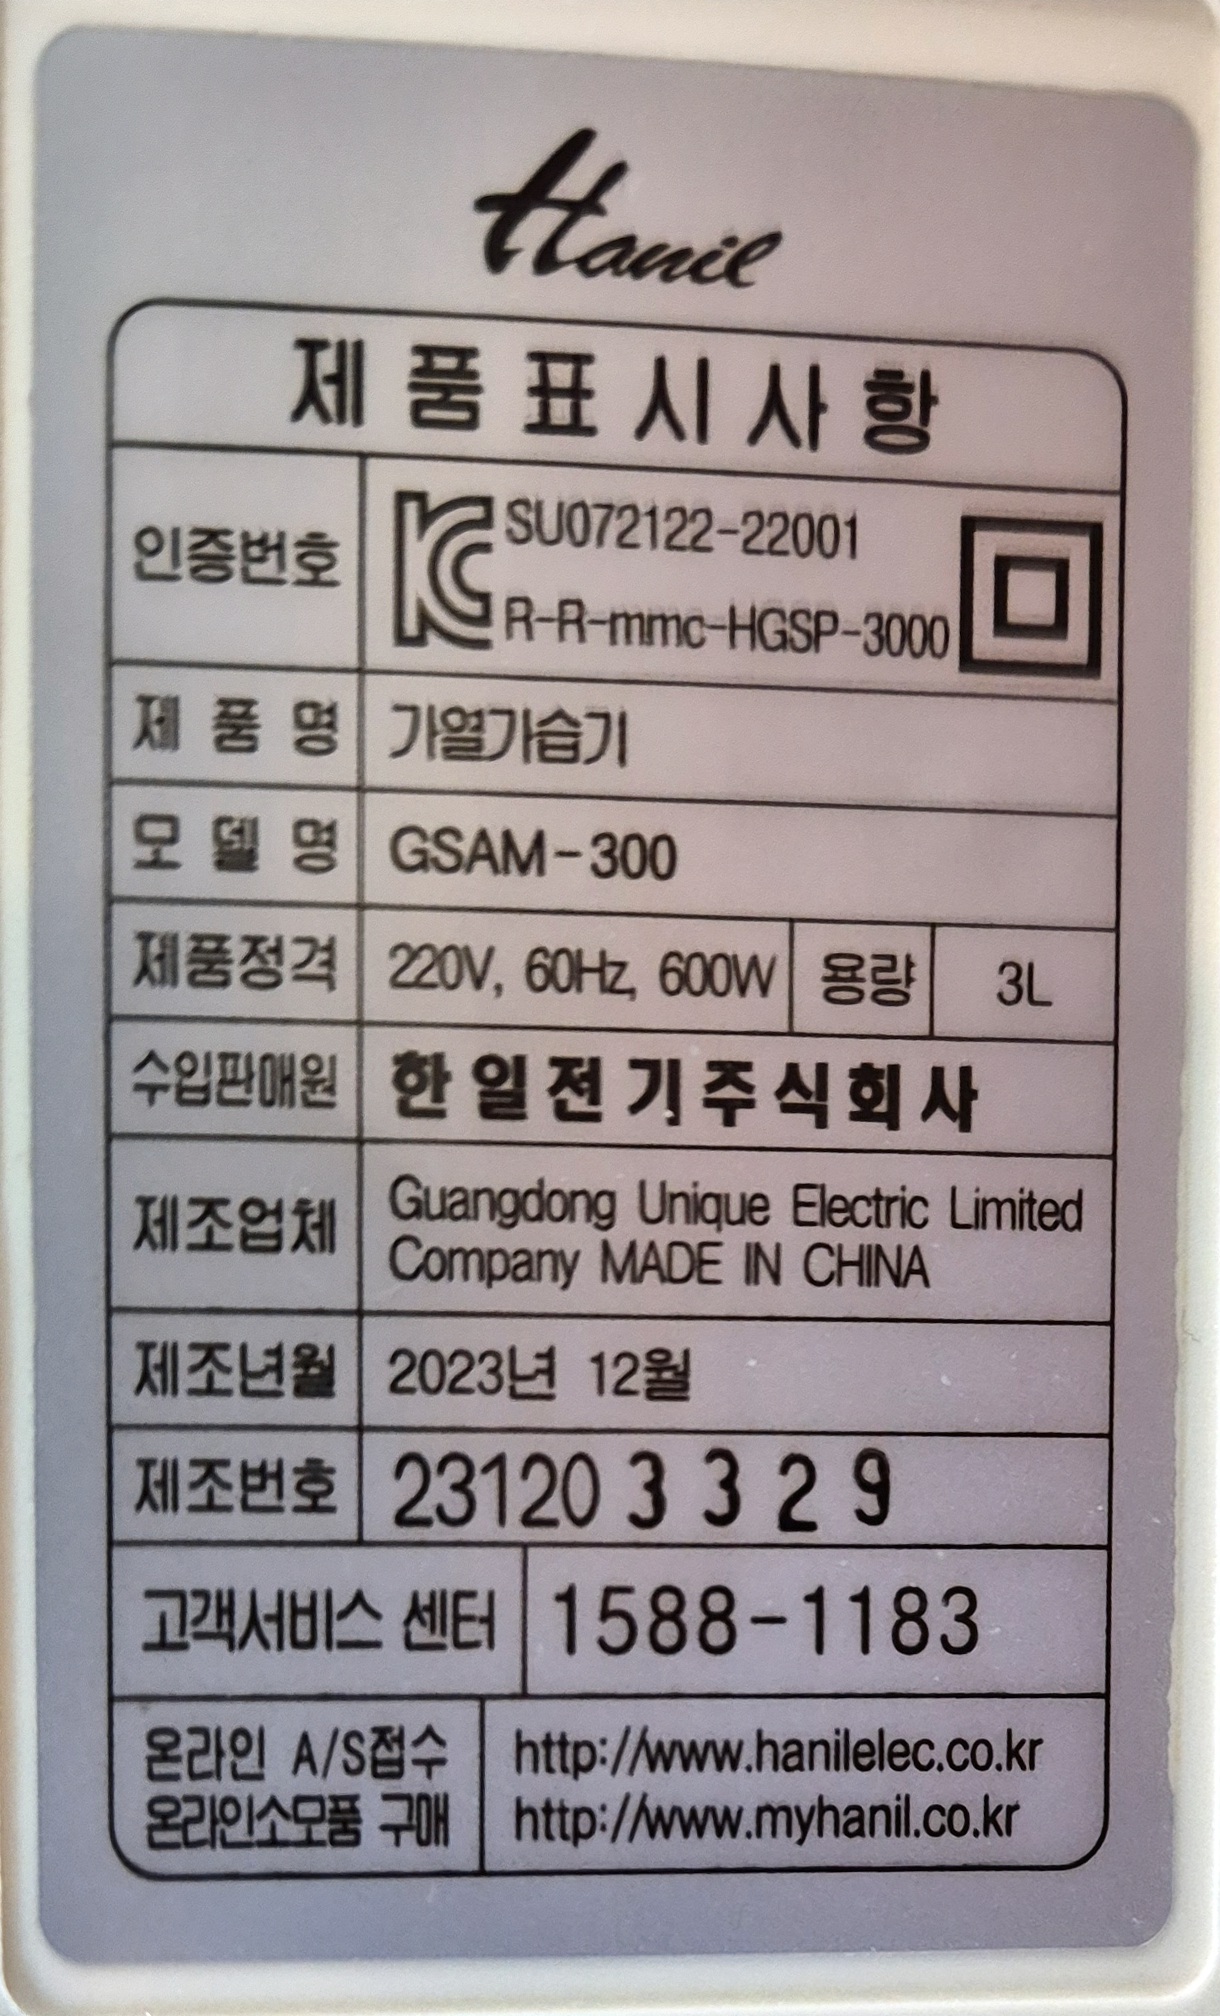 Hanil
제품표시사항
인증번호
SU072122-22001
R-R-mmc-HGSP-3000
제품명 가열가습기
모델명 GSAM-300
제품정격 220V, 60Hz, 600W 용량 3L
수입판매원 한일전기주식회사
제조업체
Guangdong Unique Electric Limited
Company MADE IN CHINA
제조년월 2023년 12월
제조번호 231203329
고객서비스 센터 1588-1183
온라인 A/S접수 http://www.hanilelec.co.kr
온라인소모품 구매 http://www.myhanil.co.kr